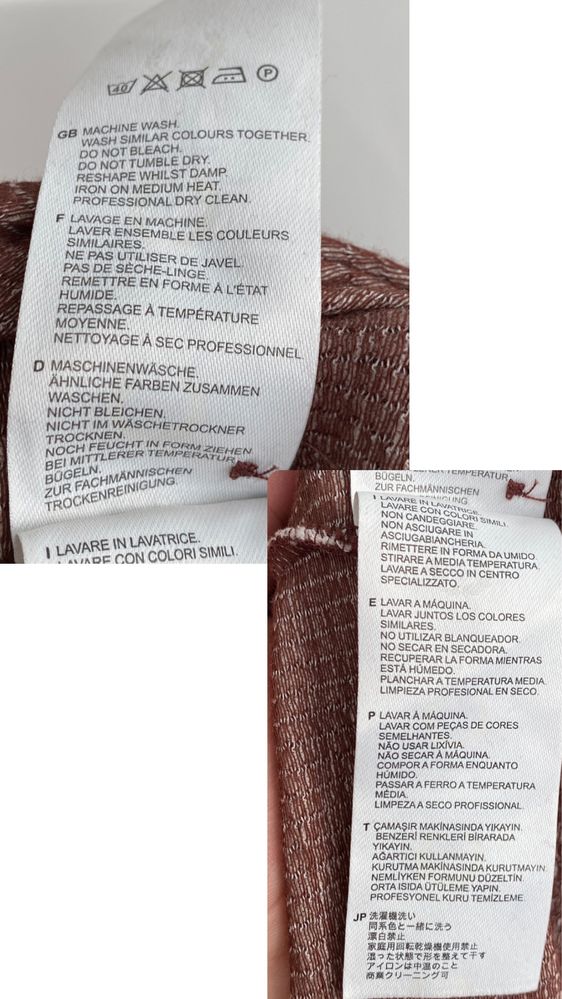 40 P
GB MACHINE WASH.
WASH SIMILAR COLOURS TOGETHER.
DO NOT BLEACH.
DO NOT TUMBLE DRY.
RESHAPE WHILST DAMP.
IRON ON MEDIUM HEAT.
PROFESSIONAL DRY CLEAN.
F LAVAGE EN MACHINE.
LAVER ENSEMBLE LES COULEURS
SIMILAIRES.
NE PAS UTILISER DE JAVEL.
PAS DE SÈCHE-LINGE.
REMETTRE EN FORME À L'ÉTAT
HUMIDE.
REPASSAGE À TEMPÉRATURE
MOYENNE.
NETTOYAGE À SEC PROFESSIONNEL
D MASCHINENWÄSCHE.
ÄHNLICHE FARBEN ZUSAMMEN
WASCHEN.
NICHT BLEICHEN.
NICHT IM WÄSCHETROCKNER
TROCKNEN.
NOCH FEUCHT IN FORM ZIEHEN
BEI MITTLERER TEMPERATUR
BÜGELN.
ZUR FACHMÄNNISCHEN
TROCKENREINIGUNG.
I LAVARE IN LAVATRICE.
LAVARE CON COLORI SIMILI.
BEI MITTLERER TEMPERATUR
BÜGELN.
ZUR FACHMÄNNISCHEN
TROCKENREINIGUNG.
I LAVARE IN LAVATRICE.
LAVARE CON COLORI SIMILI.
NON CANDEGGIARE.
NON ASCIUGARE IN
ASCIUGABIANCHERIA.
RIMETTERE IN FORMA DA UMIDO.
STIRARE A MEDIA TEMPERATURA.
LAVARE A SECCO IN CENTRO
SPECIALIZZATO.
E LAVAR A MÁQUINA.
LAVAR JUNTOS LOS COLORES
SIMILARES.
NO UTILIZAR BLANQUEADOR.
NO SECAR EN SECADORA.
RECUPERAR LA FORMA MIENTRAS
ESTÁ HÚMEDO.
PLANCHAR A TEMPERATURA MEDIA.
LIMPIEZA PROFESIONAL EN SECO.
P LAVAR À MÁQUINA.
LAVAR COM PEÇAS DE CORES
SEMELHANTES.
NÃO USAR LIXÍVIA.
NÃO SECAR À MÁQUINA.
COMPOR A FORMA ENQUANTO
HÚMIDO.
PASSAR A FERRO A TEMPERATURA
MÉDIA.
LIMPEZA A SECO PROFISSIONAL.
T ÇAMAŞIR MAKİNASINDA YIKAYIN.
BENZERİ RENKLERİ BİRARADA
YIKAYIN.
AĞARTICI KULLANMAYIN.
KURUTMA MAKİNASINDA KURUTMAYIN
NEMLİYKEN FORMUNU DÜZELTİN.
ORTA ISIDA ÜTÜLEME YAPIN.
PROFESYONEL KURU TEMİZLEME.
JP 洗濯機洗い
同系色と一緒に洗う
漂白禁止
家庭用回転乾燥機使用禁止
湿った状態で形を整えて干す
アイロンは中温のこと
商業クリーニング可